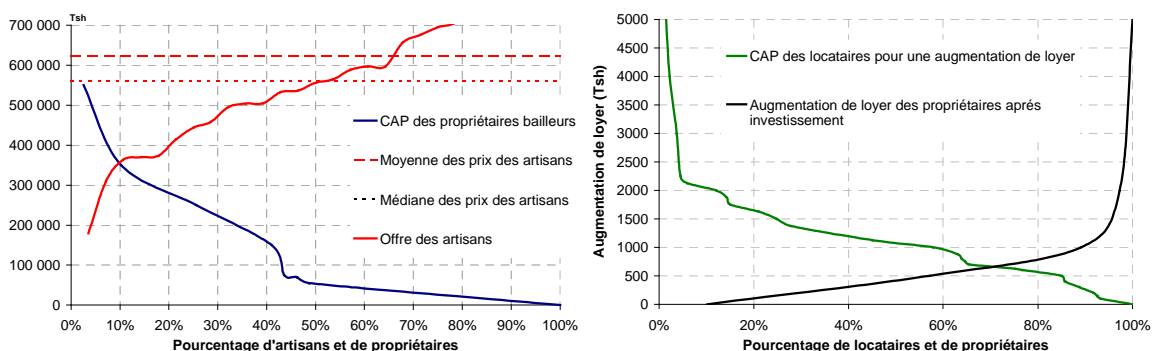 Tsh
700 000
600 000
500 000
400 000
300 000
200 000
100 000
0
0% 10% 20% 30% 40% 50% 60% 70% 80% 90% 100%
Pourcentage d'artisans et de propriétaires
CAP des propriétaires bailleurs
Moyenne des prix des artisans
Médiane des prix des artisans
Offre des artisans
Augmentation de loyer (Tsh)
5000
4500
4000
3500
3000
2500
2000
1500
1000
500
0
0% 20% 40% 60% 80% 100%
Pourcentage de locataires et de propriétaires
CAP des locataires pour une augmentation de loyer
Augmentation de loyer des propriétaires aprés
investissement